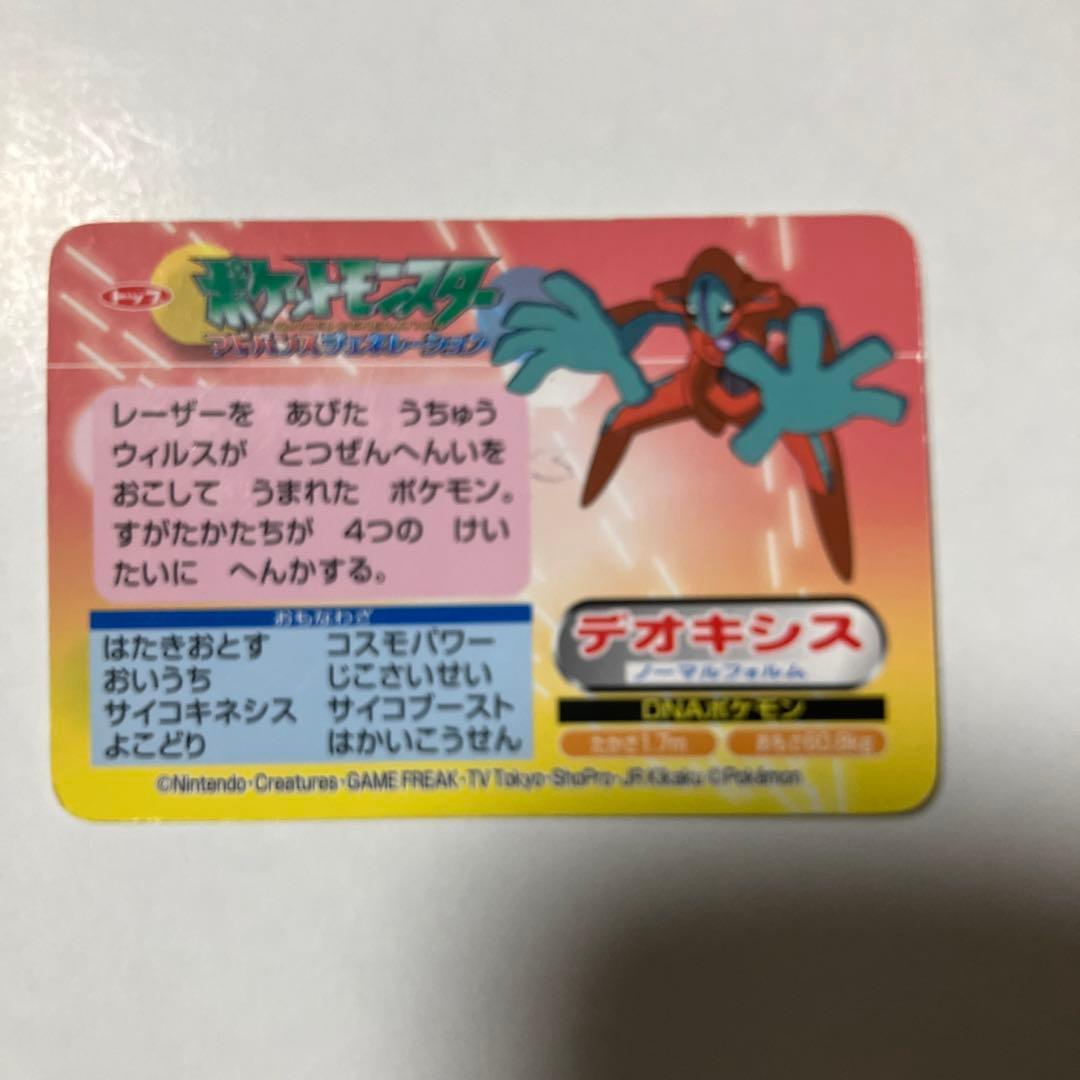 トップ
ポケットモンスター
アドバンスジェネレーション
レーザーを　あびた　うちゅう
ウィルスが　とつぜんへんいを
おこして　うまれた　ポケモン。
すがたかたちが　4つの　けい
たいに　へんかする。
おもなわざ
はたきおとす　コスモパワー
おいうち　じこさいせい
サイコキネシス　サイコブースト
よこどり　はかいこうせん
デオキシス
ノーマルフォルム
DNAポケモン
たかさ1.7m　おもさ60.8kg
©Nintendo・Creatures・GAME FREAK・TV Tokyo・ShoPro・JR Kikaku ©Pokémon